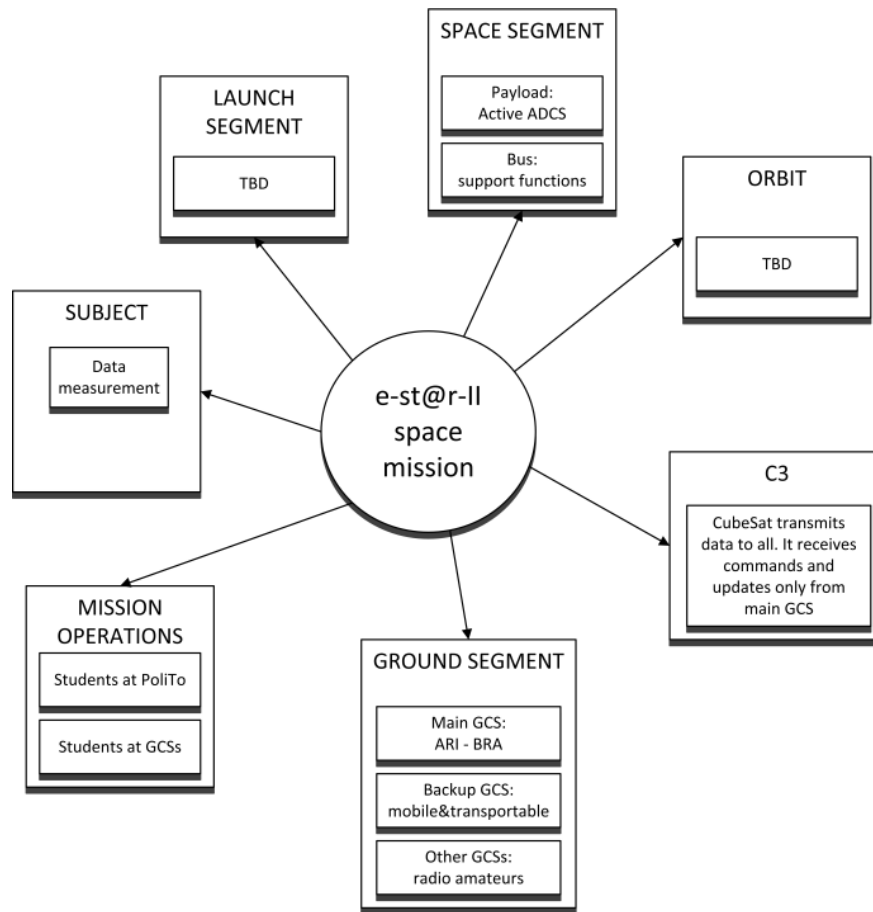 SPACE SEGMENT
Payload:
Active ADCS
Bus:
support functions
LAUNCH
SEGMENT
TBD
ORBIT
TBD
SUBJECT
Data
measurement
e-st@r-II
space
mission
C3
CubeSat transmits
data to all. It receives
commands and
updates only from
main GCS
MISSION
OPERATIONS
Students at PoliTo
Students at GCSs
GROUND SEGMENT
Main GCS:
ARI - BRA
Backup GCS:
mobile&transportable
Other GCSs:
radio amateurs